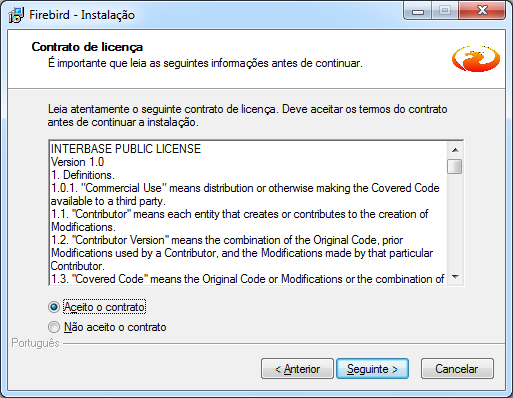 Firebird - Instalação
Contrato de licença
É importante que leia as seguintes informações antes de continuar.
Leia atentamente o seguinte contrato de licença. Deve aceitar os termos do contrato
antes de continuar a instalação.
INTERBASE PUBLIC LICENSE
Version 1.0
1. Definitions.
1.0.1. "Commercial Use" means distribution or otherwise making the Covered Code
available to a third party.
1.1. "Contributor" means each entity that creates or contributes to the creation of
Modifications.
1.2. "Contributor Version" means the combination of the Original Code, prior
Modifications used by a Contributor, and the Modifications made by that particular
Contributor.
1.3. "Covered Code" means the Original Code or Modifications or the combination of
Aceito o contrato
Não aceito o contrato
Português
< Anterior
Seguinte >
Cancelar